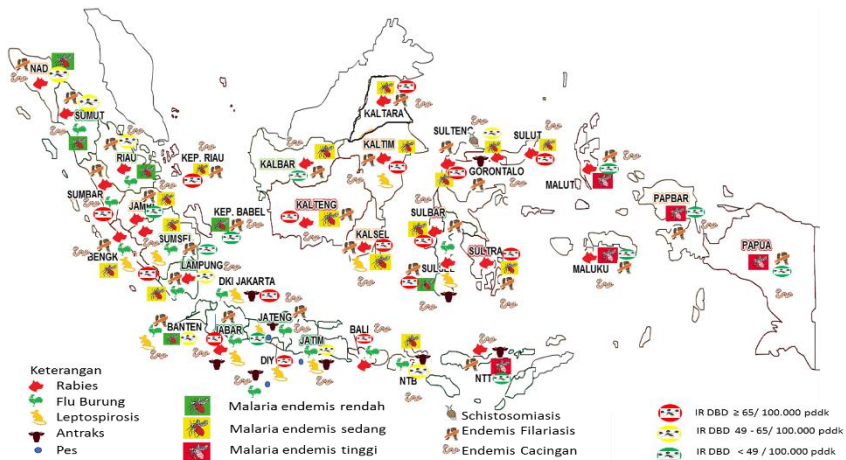 NAD
SUMUT
RIAU
KEP. RIAU
SUMBAR
JAMBI
KEP. BABEL
SUMSEL
BENGK
LAMPUNG
DKI JAKARTA
BANTEN
JABAR
JATENG
DIY
JATIM
BALI
NTB
NTT
KALTARA
KALBAR
KALTIM
KALTENG
KALSEL
SULTENG
SULUT
GORONTALO
SULBAR
SULTRA
MALUT
MALUKU
PAPBAR
PAPUA
Keterangan
Rabies
Flu Burung
Leptospirosis
Antraks
Pes
Malaria endemis rendah
Malaria endemis sedang
Malaria endemis tinggi
Schistosomiasis
Endemis Filariasis
Endemis Cacingan
IR DBD ≥ 65/ 100.000 pddk
IR DBD 49 - 65/ 100.000 pddk
IR DBD < 49 / 100.000 pddk